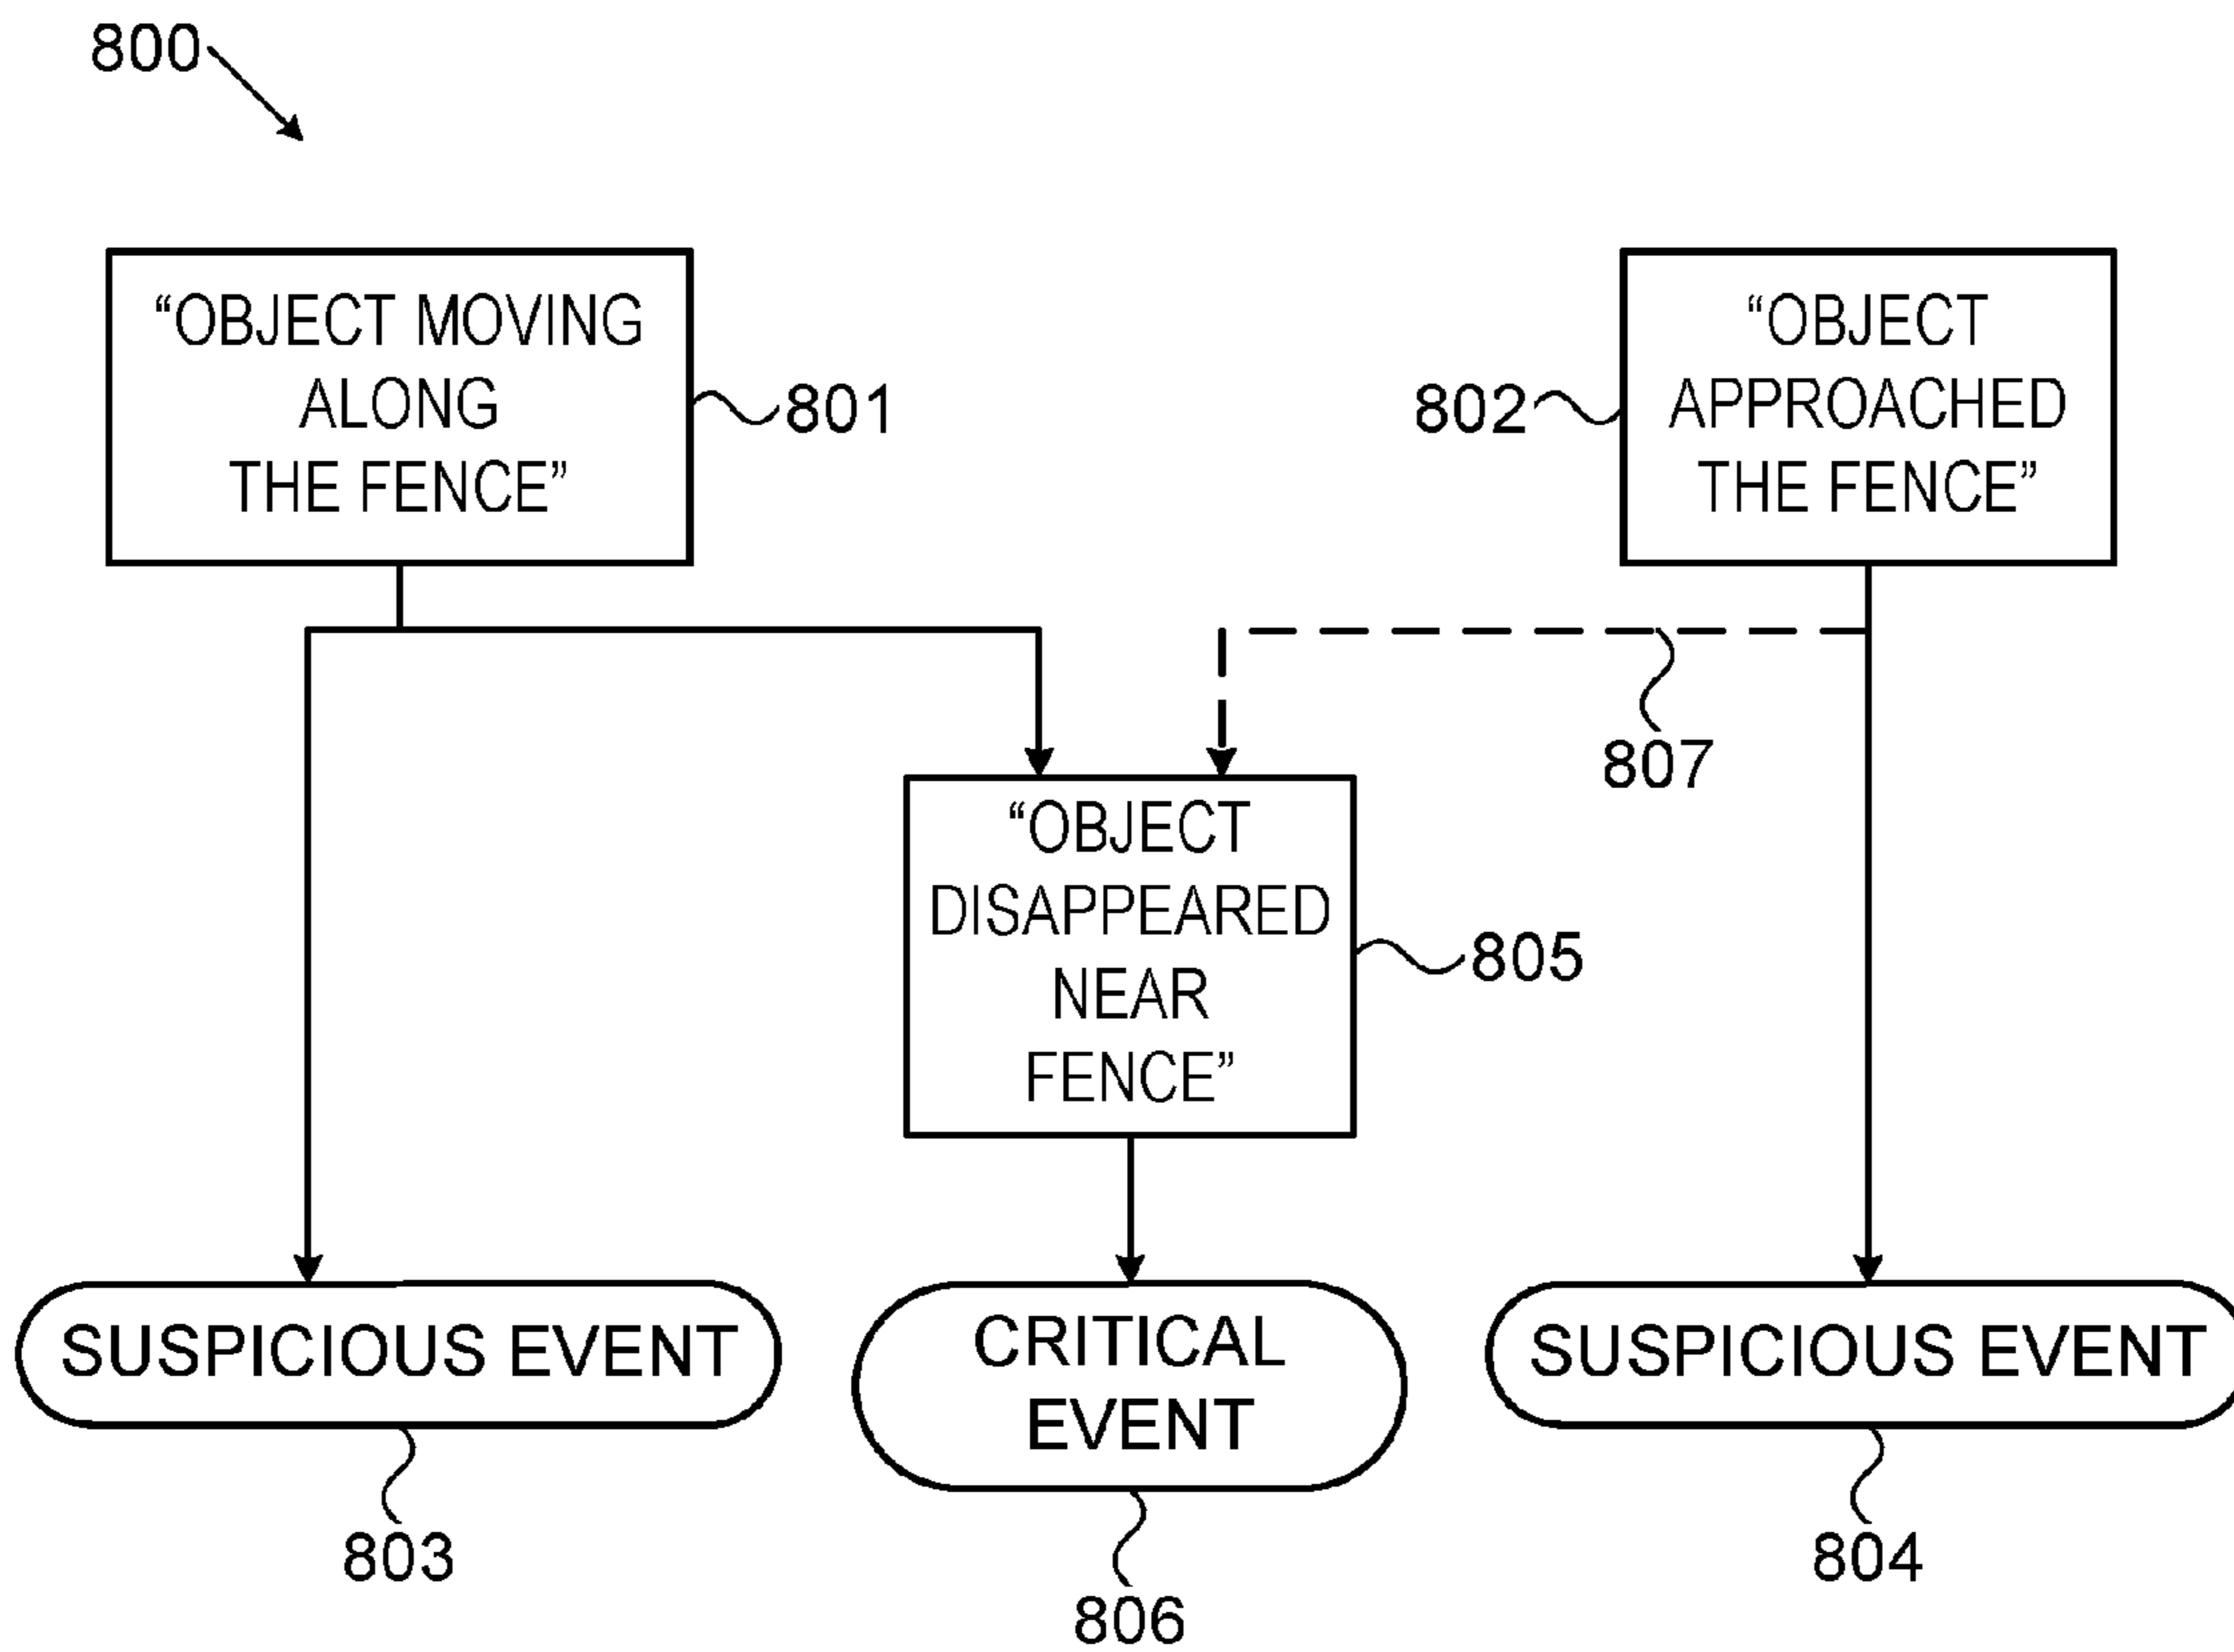 800
“OBJECT MOVING
ALONG
THE FENCE”
801
802
“OBJECT
APPROACHED
THE FENCE”
807
“OBJECT
DISAPPEARED
NEAR
FENCE”
805
SUSPICIOUS EVENT
CRITICAL
EVENT
SUSPICIOUS EVENT
803
806
804